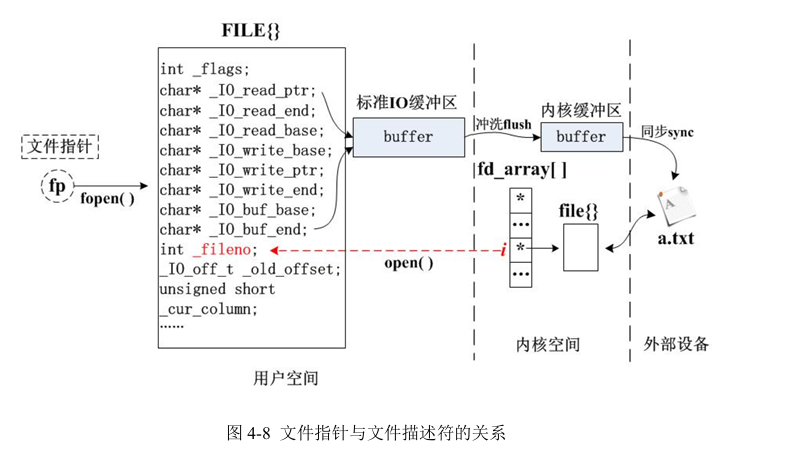 FILE{}
int _flags;
char* _IO_read_ptr;
char* _IO_read_end;
char* _IO_read_base;
char* _IO_write_base;
char* _IO_write_ptr;
char* _IO_write_end;
char* _IO_buf_base;
char* _IO_buf_end;
int _fileno;
_IO_off_t _old_offset;
unsigned short
_cur_column;
……
文件指针
fp
fopen( )
标准IO缓冲区
buffer
冲洗flush
内核缓冲区
buffer
同步sync
fd_array[ ]
*
...
*
...
i
open( )
file{}
A
a.txt
用户空间
内核空间
外部设备
图 4-8 文件指针与文件描述符的关系